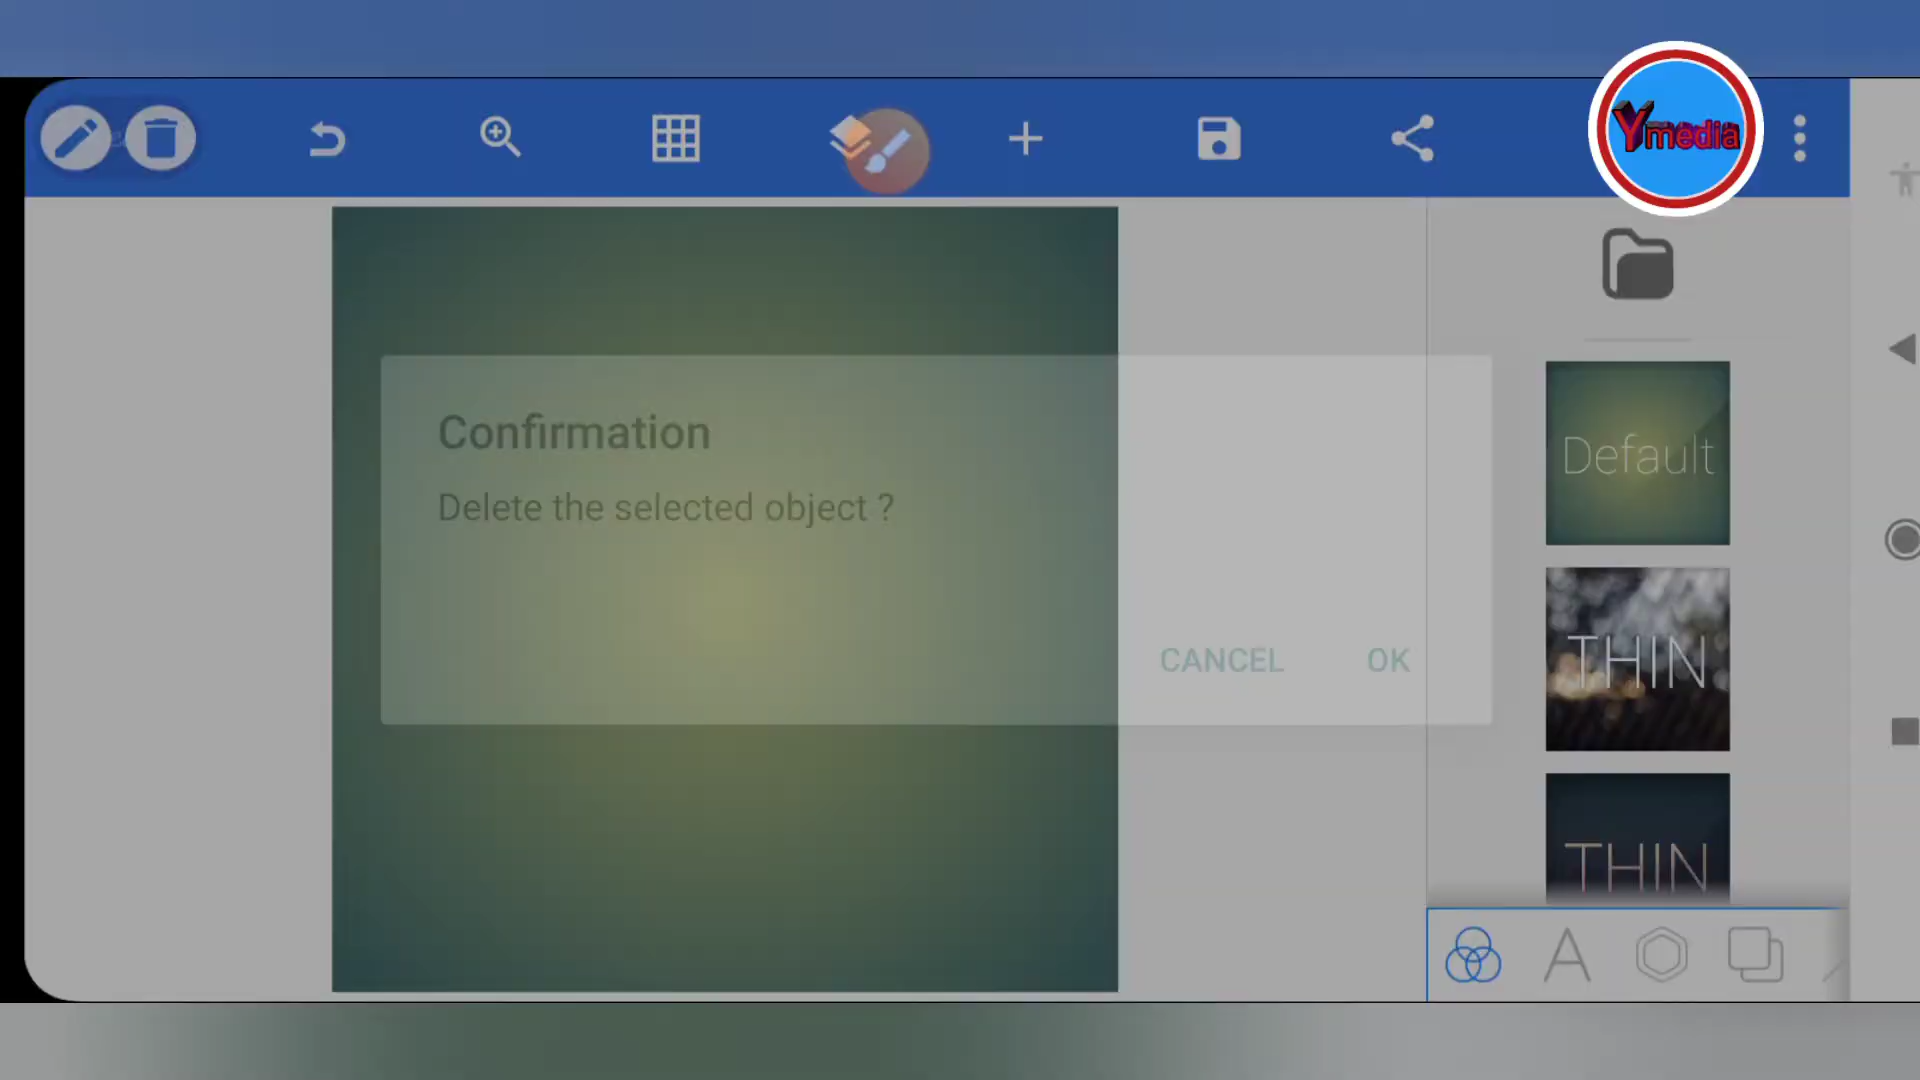 Ymedia
Confirmation
Delete the selected object ?
CANCEL OK
Default
THIN
THIN
A